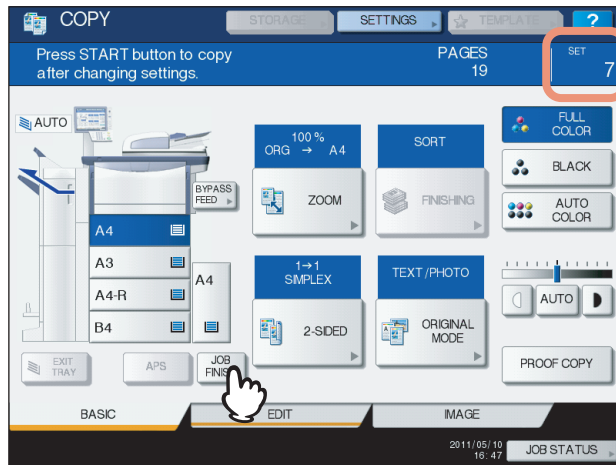 COPY
STORAGE
SETTINGS
TEMPLATE
?
Press START button to copy
after changing settings.
PAGES
19
SET
7
AUTO
100 %
ORG → A4
SORT
FULL
COLOR
ZOOM
FINISHING
BLACK
BYPASS
FEED
AUTO
COLOR
A4
A3
A4-R
B4
A4
1→1
SIMPLEX
TEXT/PHOTO
2-SIDED
ORIGINAL
MODE
AUTO
EXIT
TRAY
APS
JOB
PROOF COPY
BASIC
EDIT
IMAGE
2011/05/10
16:47
JOB STATUS